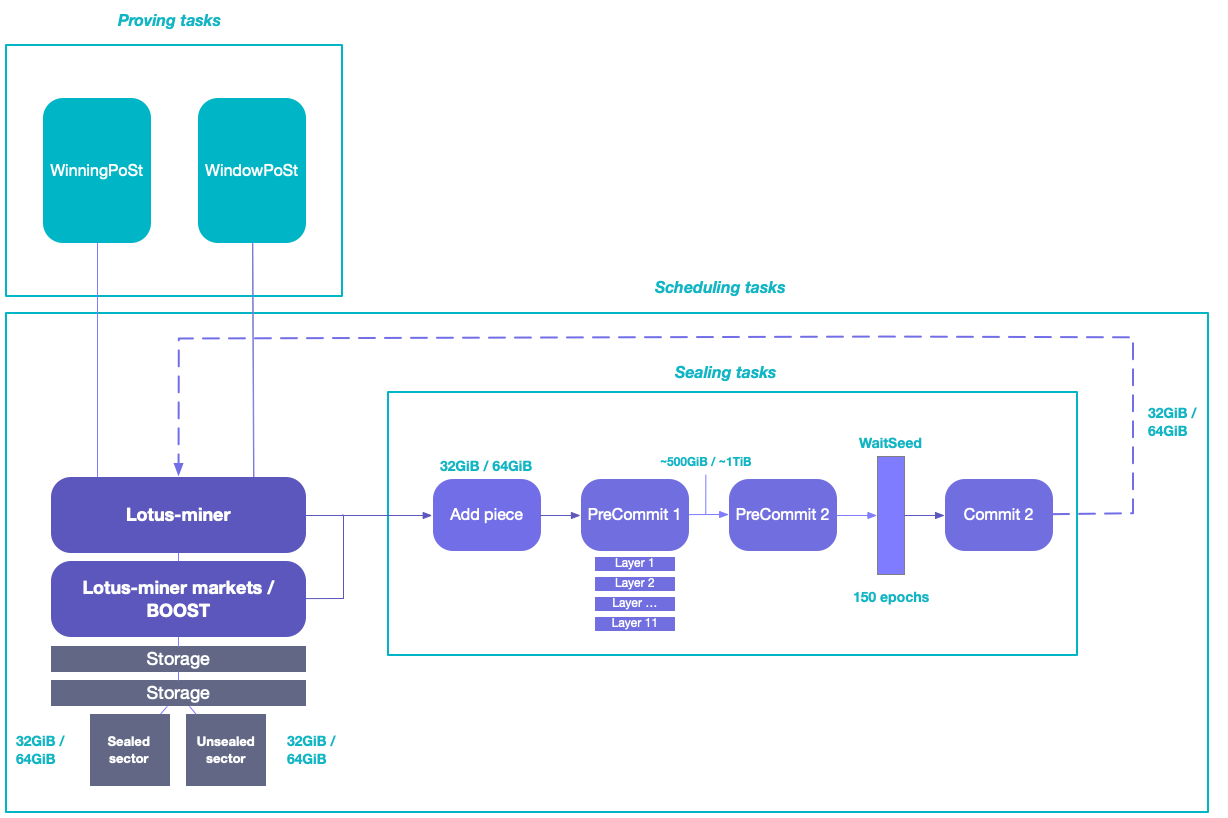 Proving tasks
WinningPoSt
WindowPoSt
Scheduling tasks
Sealing tasks
32GiB /
64GiB
WaitSeed
32GiB / 64GiB
~500GiB / ~1TiB
Lotus-miner
Add piece
PreCommit 1
PreCommit 2
Commit 2
Layer 1
Layer 2
Layer ...
Layer 11
150 epochs
Lotus-miner markets /
BOOST
Storage
Storage
32GiB /
64GiB
Sealed
sector
Unsealed
sector
32GiB /
64GiB